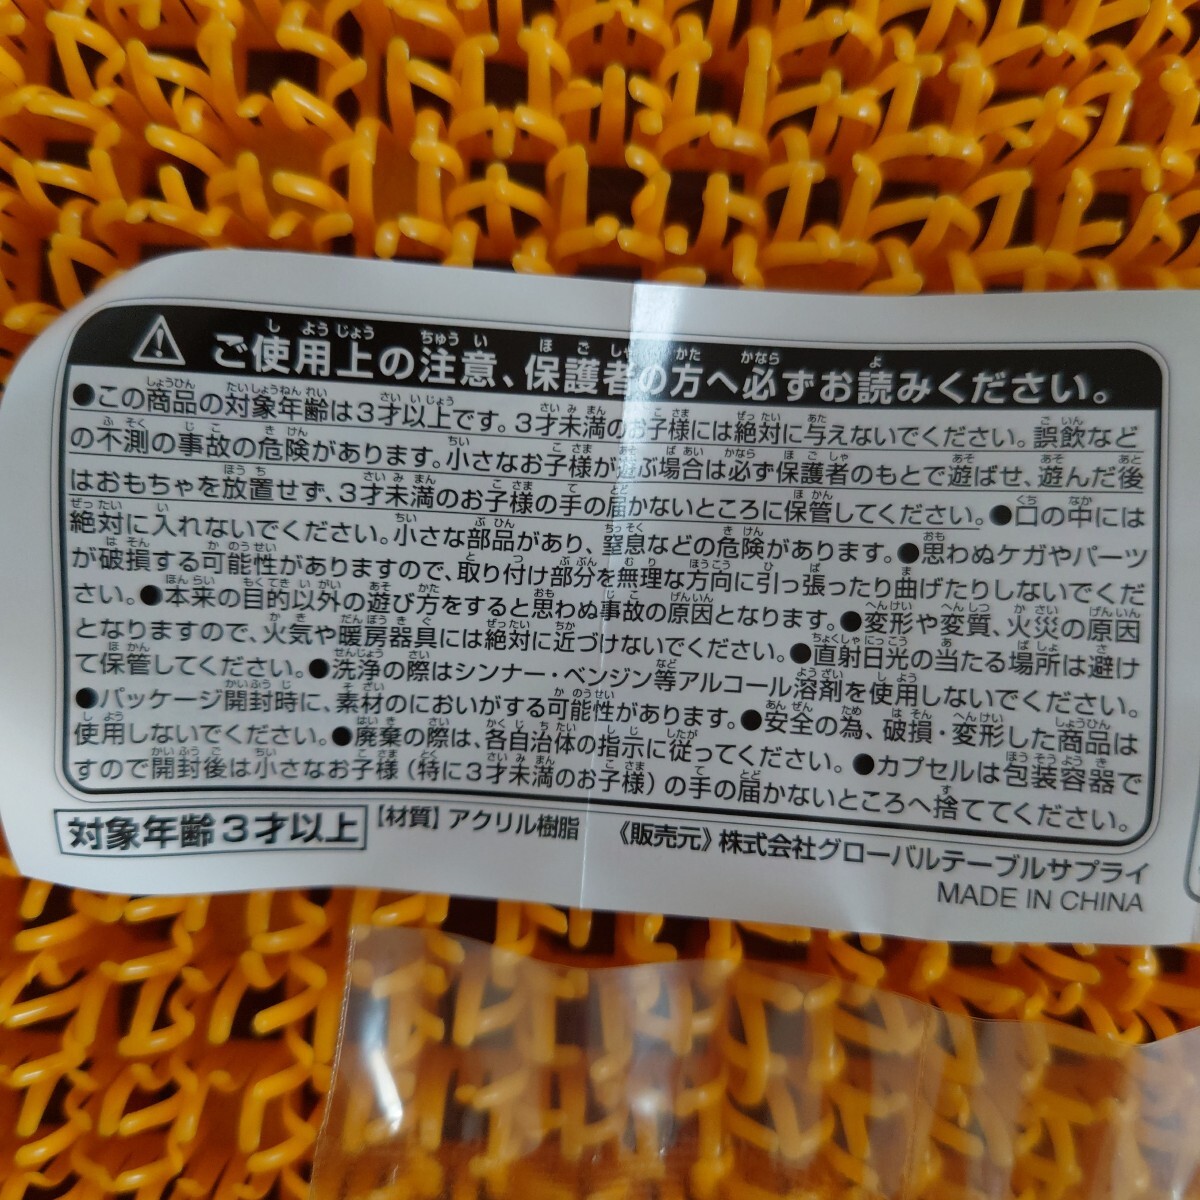 ご使用上の注意、保護者の方へ必ずお読みください。
●この商品の対象年齢は3才以上です。3才未満のお子様には絶対に与えないでください。誤飲など
の不測の事故の危険があります。小さなお子様が遊ぶ場合は必ず保護者のもとで遊ばせ、遊んだ後
はおもちゃを放置せず、3才未満のお子様の手の届かないところに保管してください。●口の中には
絶対に入れないでください。小さな部品があり、窒息などの危険があります。●思わぬケガやパーツ
が破損する可能性がありますので、取り付け部分を無理な方向に引っ張ったり曲げたりしないでくだ
さい。●本来の目的以外の遊び方をすると思わぬ事故の原因となります。●変形や変質、火災の原因
となりますので、火気や暖房器具には絶対に近づけないでください。●直射日光の当たる場所は避け
て保管してください。●洗浄の際はシンナー・ベンジン等アルコール溶剤を使用しないでください。
●パッケージ開封時に、素材のにおいがする可能性があります。●安全の為、破損・変形した商品は
使用しないでください。●廃棄の際は、各自治体の指示に従ってください。●カプセルは包装容器で
すので開封後は小さなお子様（特に3才未満のお子様）の手の届かないところへ捨ててください。
対象年齢3才以上 【材質】アクリル樹脂 《販売元》株式会社グローバルテーブルサプライ
MADE IN CHINA